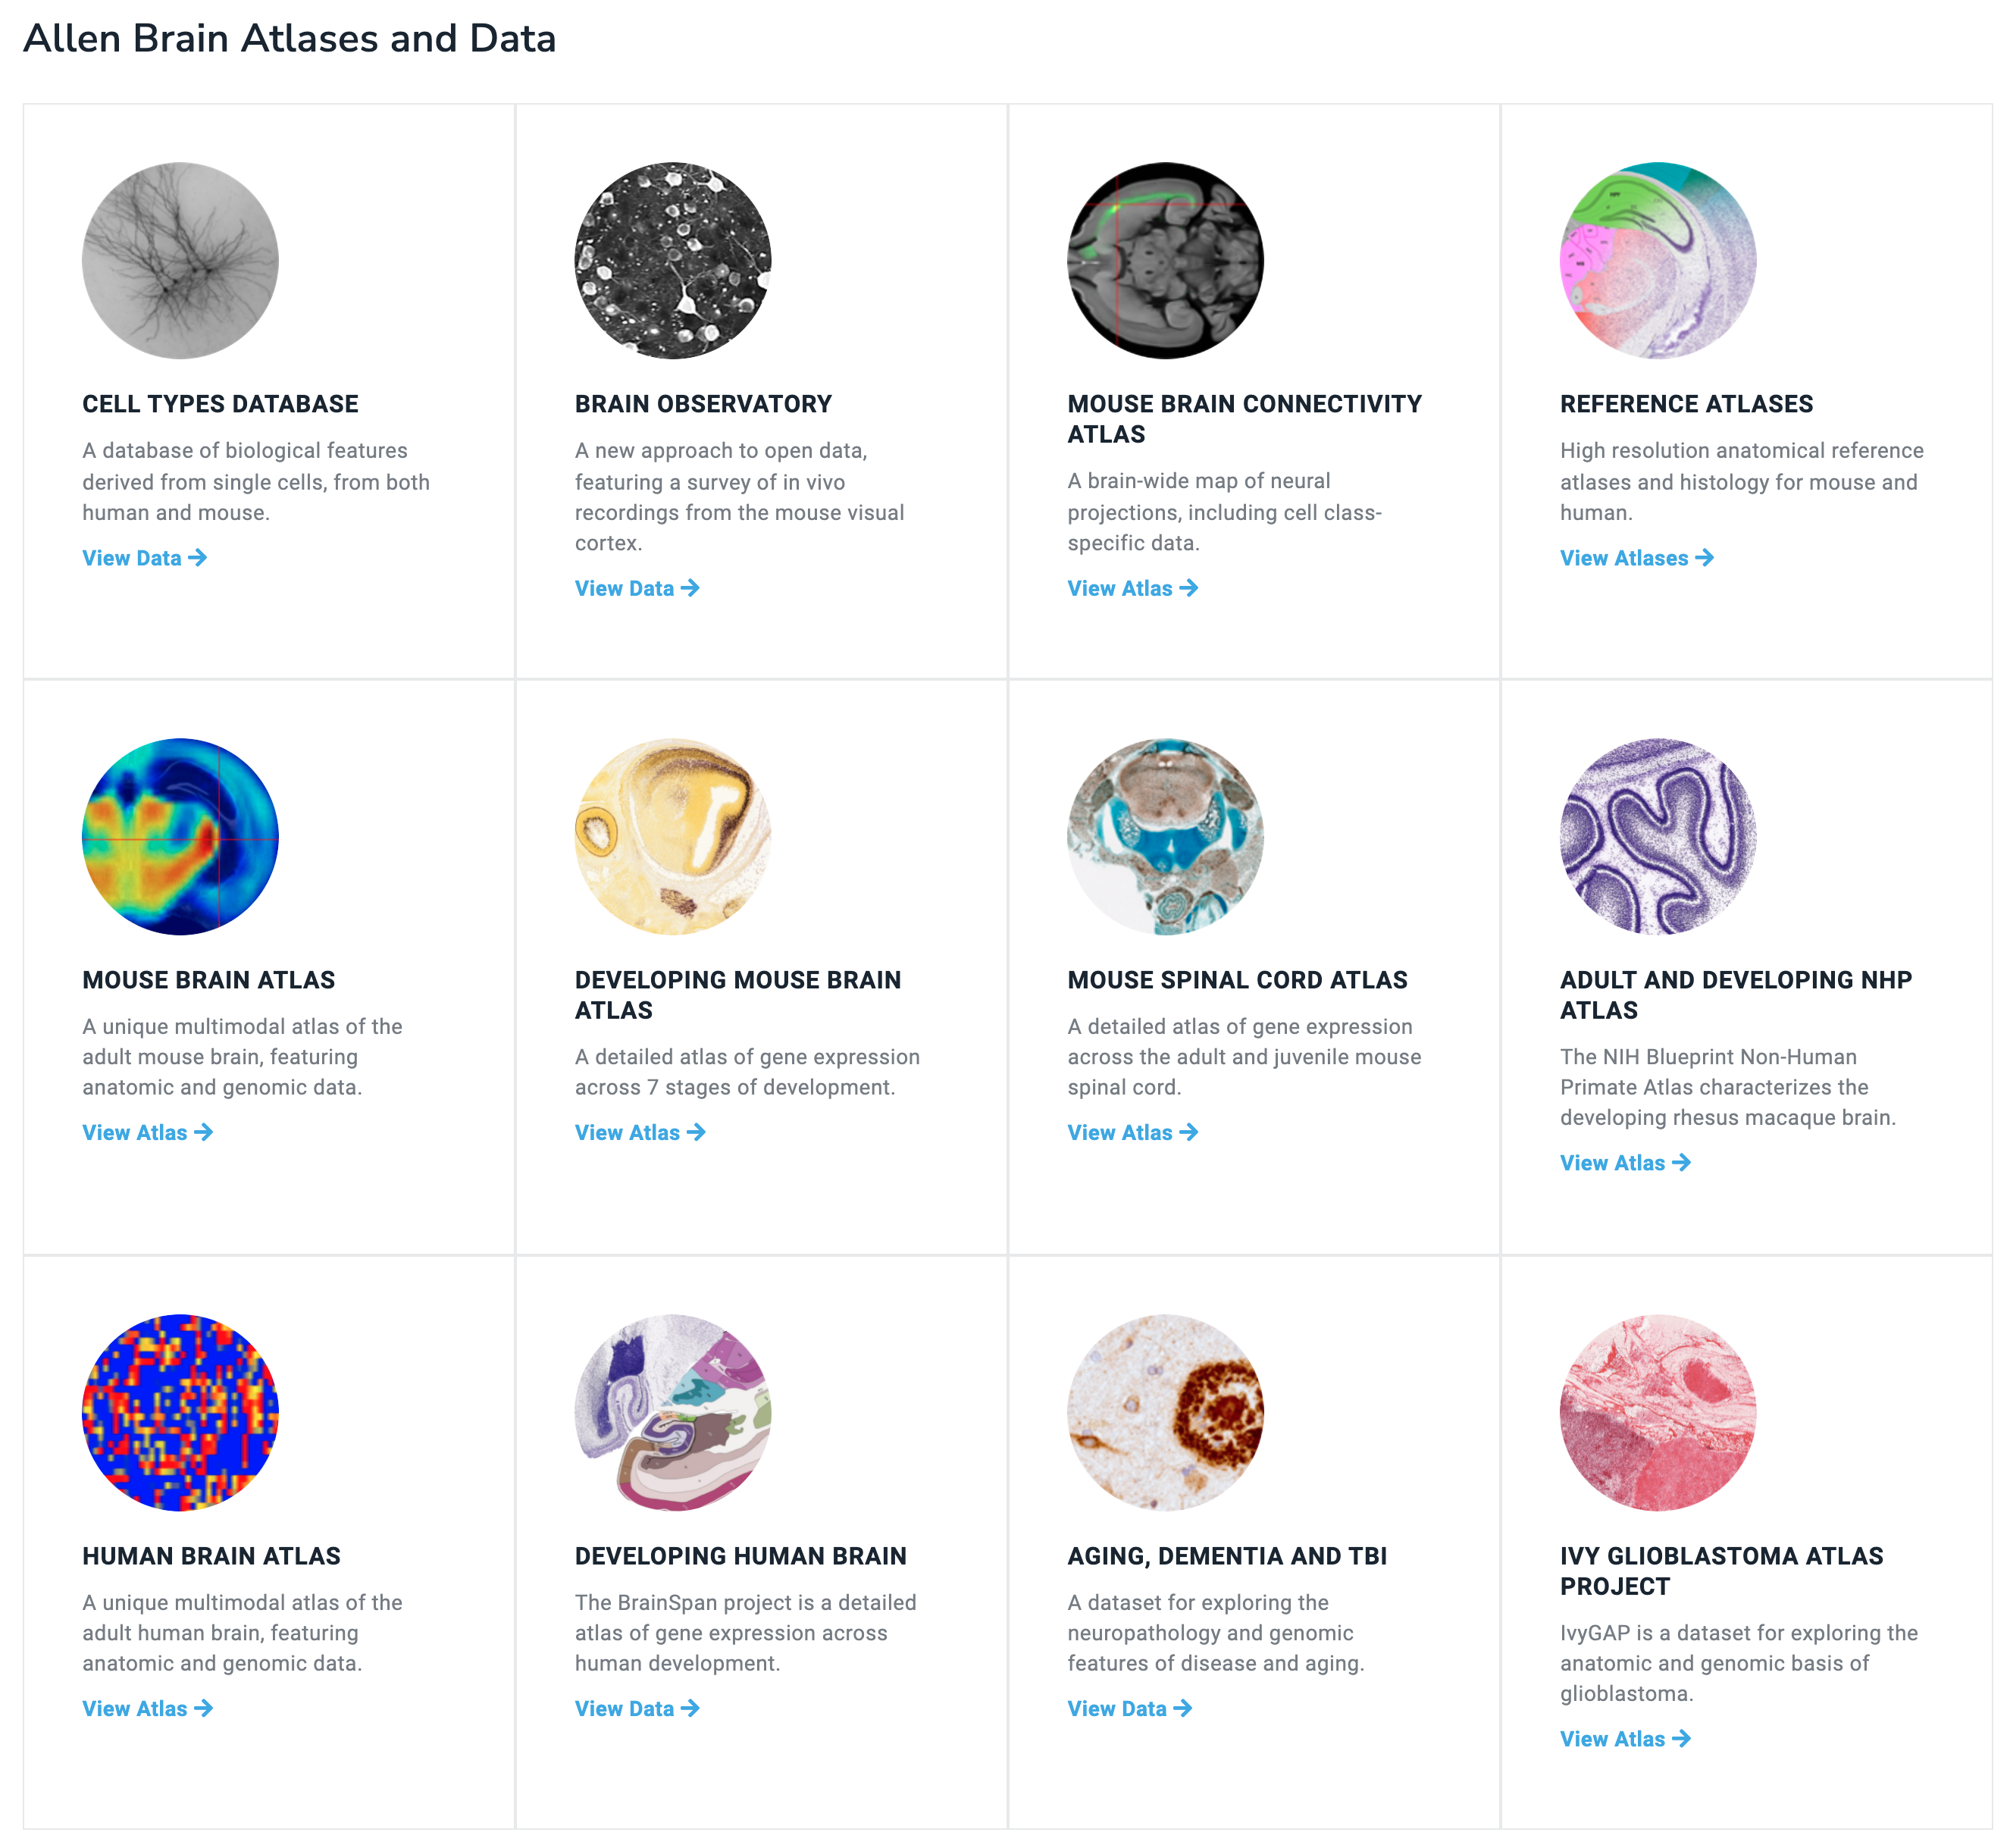 Allen Brain Atlases and Data
CELL TYPES DATABASE
A database of biological features
derived from single cells, from both
human and mouse.
View Data →
BRAIN OBSERVATORY
A new approach to open data,
featuring a survey of in vivo
recordings from the mouse visual
cortex.
View Data →
MOUSE BRAIN CONNECTIVITY
ATLAS
A brain-wide map of neural
projections, including cell class-
specific data.
View Atlas →
REFERENCE ATLASES
High resolution anatomical reference
atlases and histology for mouse and
human.
View Atlases →
MOUSE BRAIN ATLAS
A unique multimodal atlas of the
adult mouse brain, featuring
anatomic and genomic data.
View Atlas →
DEVELOPING MOUSE BRAIN
ATLAS
A detailed atlas of gene expression
across 7 stages of development.
View Atlas →
MOUSE SPINAL CORD ATLAS
A detailed atlas of gene expression
across the adult and juvenile mouse
spinal cord.
View Atlas →
ADULT AND DEVELOPING NHP
ATLAS
The NIH Blueprint Non-Human
Primate Atlas characterizes the
developing rhesus macaque brain.
View Atlas →
HUMAN BRAIN ATLAS
A unique multimodal atlas of the
adult human brain, featuring
anatomic and genomic data.
View Atlas →
DEVELOPING HUMAN BRAIN
The BrainSpan project is a detailed
atlas of gene expression across
human development.
View Data →
AGING, DEMENTIA AND TBI
A dataset for exploring the
neuropathology and genomic
features of disease and aging.
View Data →
IVY GLIOBLASTOMA ATLAS
PROJECT
IvyGAP is a dataset for exploring the
anatomic and genomic basis of
glioblastoma.
View Atlas →